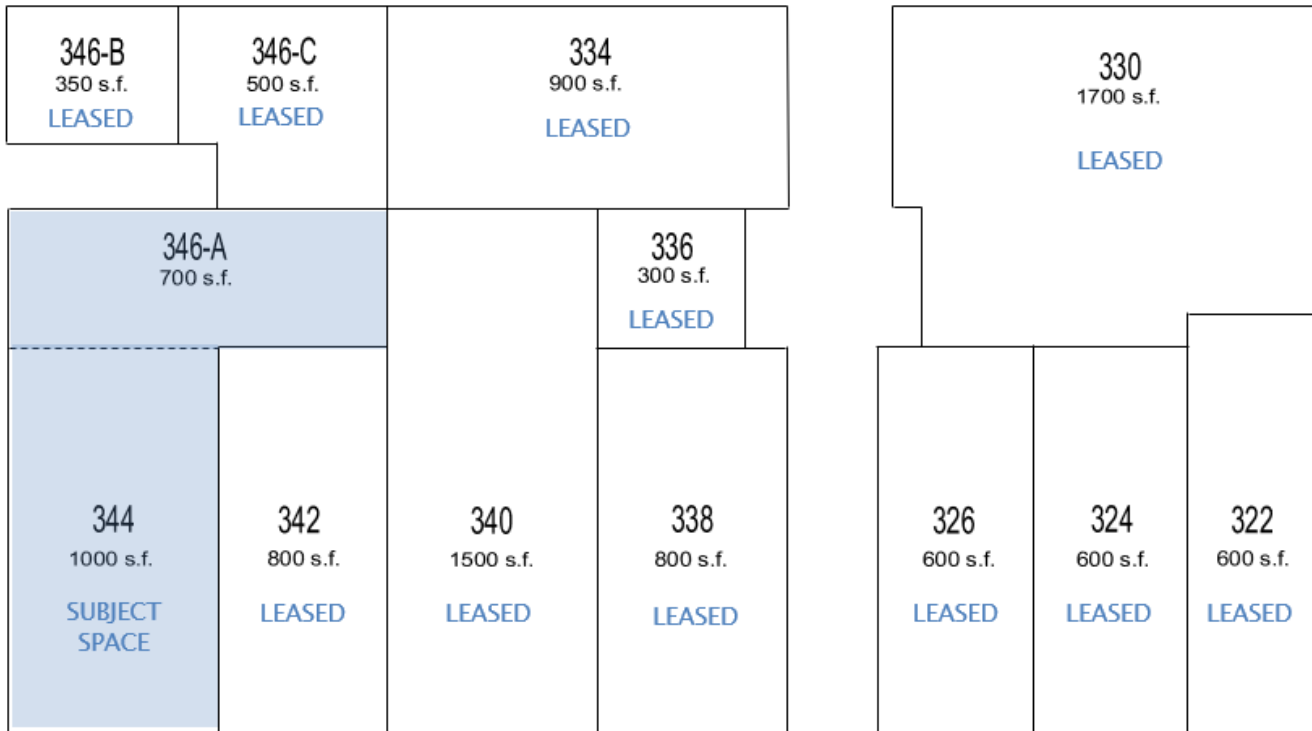 346-B
350 s.f.
LEASED
346-C
500 s.f.
LEASED
334
900 s.f.
LEASED
330
1700 s.f.
LEASED
346-A
700 s.f.
336
300 s.f.
LEASED
344
1000 s.f.
SUBJECT
SPACE
342
800 s.f.
LEASED
340
1500 s.f.
LEASED
338
800 s.f.
LEASED
326
600 s.f.
LEASED
324
600 s.f.
LEASED
322
600 s.f.
LEASED